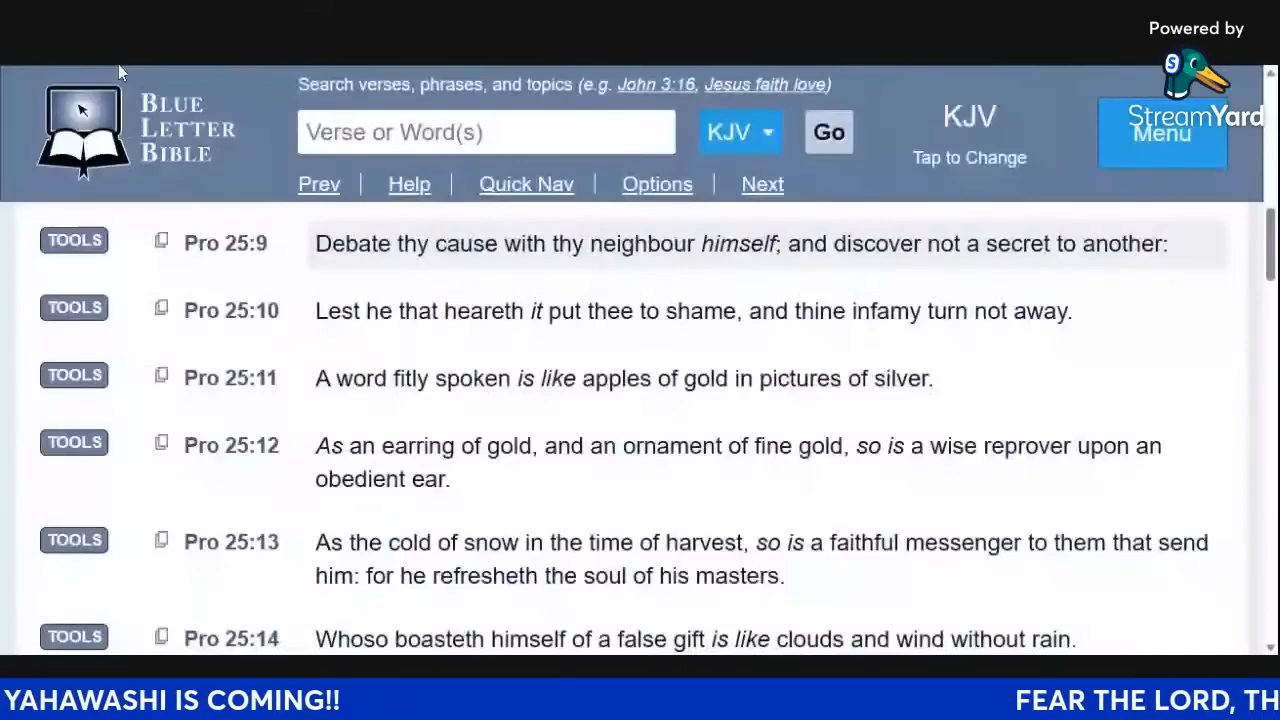 Powered by
StreamYard
BLUE
LETTER
BIBLE
Search verses, phrases, and topics (e.g. John 3:16, Jesus faith love)
Verse or Word(s)
KJV
Go
KJV
Tap to Change
Menu
Prev | Help | Quick Nav | Options | Next
TOOLS Pro 25:9 Debate thy cause with thy neighbour himself; and discover not a secret to another:
TOOLS Pro 25:10 Lest he that heareth it put thee to shame, and thine infamy turn not away.
TOOLS Pro 25:11 A word fitly spoken is like apples of gold in pictures of silver.
TOOLS Pro 25:12 As an earring of gold, and an ornament of fine gold, so is a wise reprover upon an
obedient ear.
TOOLS Pro 25:13 As the cold of snow in the time of harvest, so is a faithful messenger to them that send
him: for he refresheth the soul of his masters.
TOOLS Pro 25:14 Whoso boasteth himself of a false gift is like clouds and wind without rain.
YAHAWASHI IS COMING!! FEAR THE LORD, TH